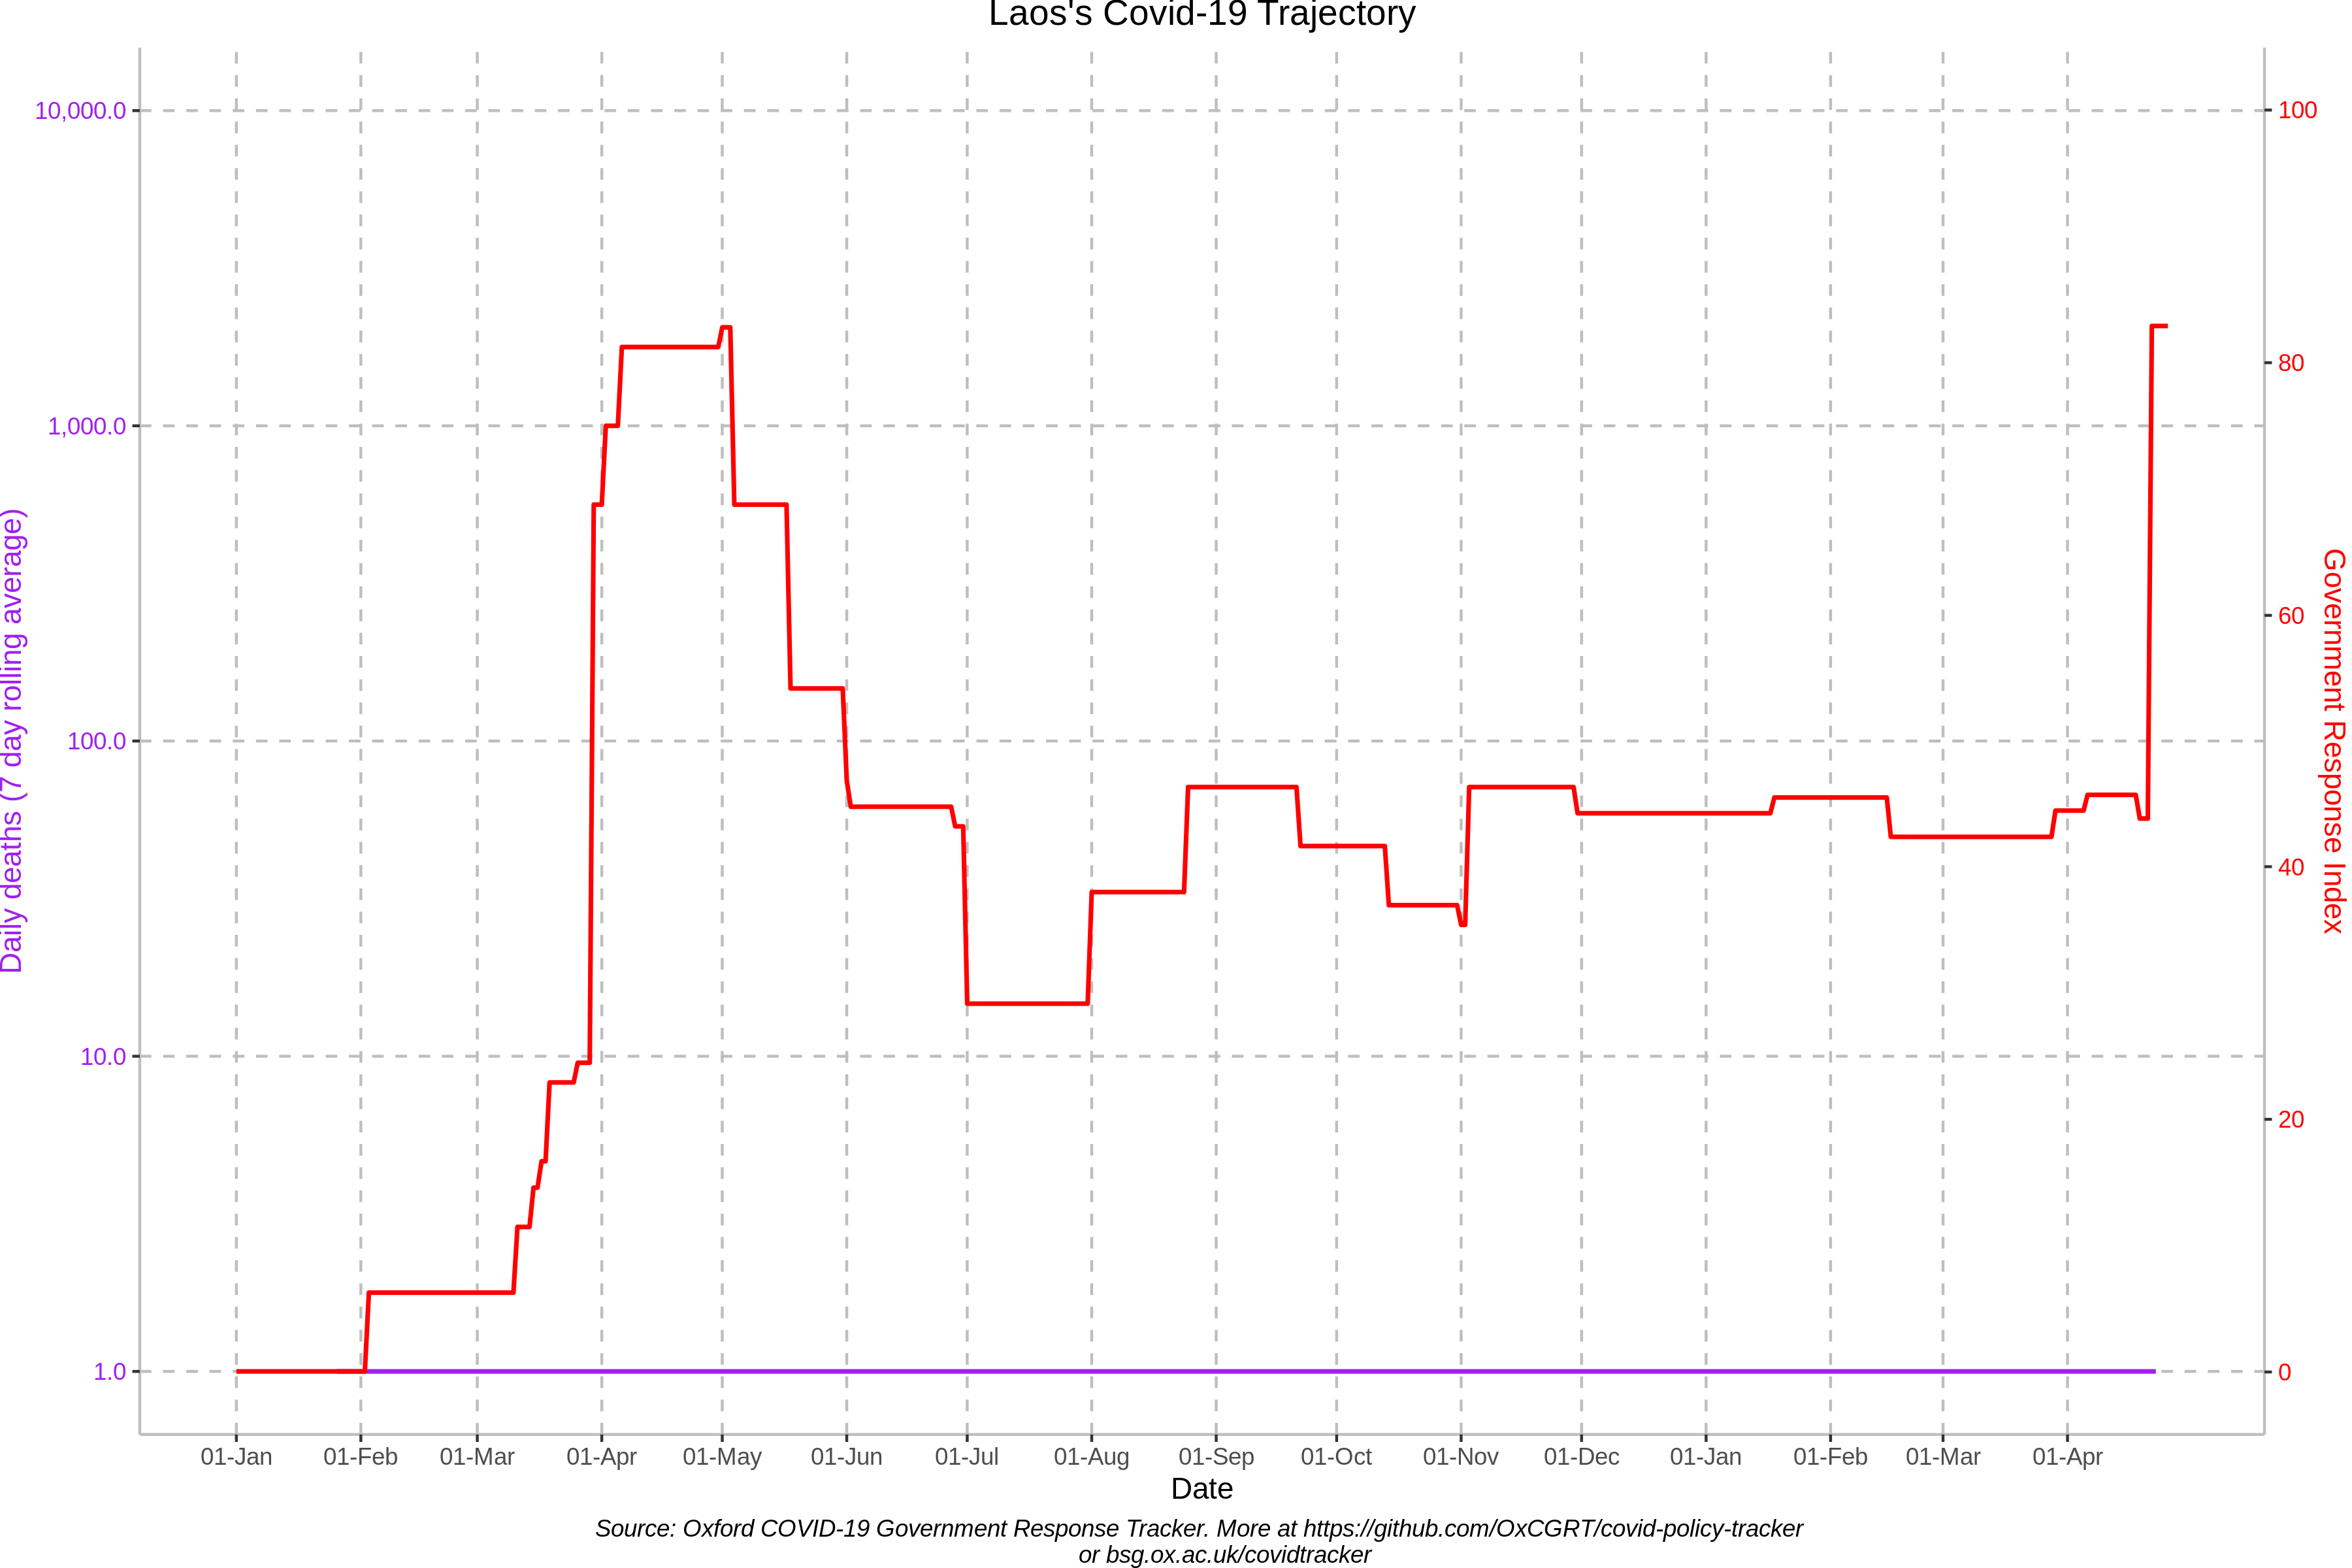 Laos's Covid-19 Trajectory
10,000.0
1,000.0
100.0
10.0
1.0
Daily deaths (7 day rolling average)
100
80
60
40
20
0
Government Response Index
01-Jan 01-Feb 01-Mar 01-Apr 01-May 01-Jun 01-Jul 01-Aug 01-Sep 01-Oct 01-Nov 01-Dec 01-Jan 01-Feb 01-Mar 01-Apr
Date
Source: Oxford COVID-19 Government Response Tracker. More at https://github.com/OxCGRT/covid-policy-tracker
or bsg.ox.ac.uk/covidtracker